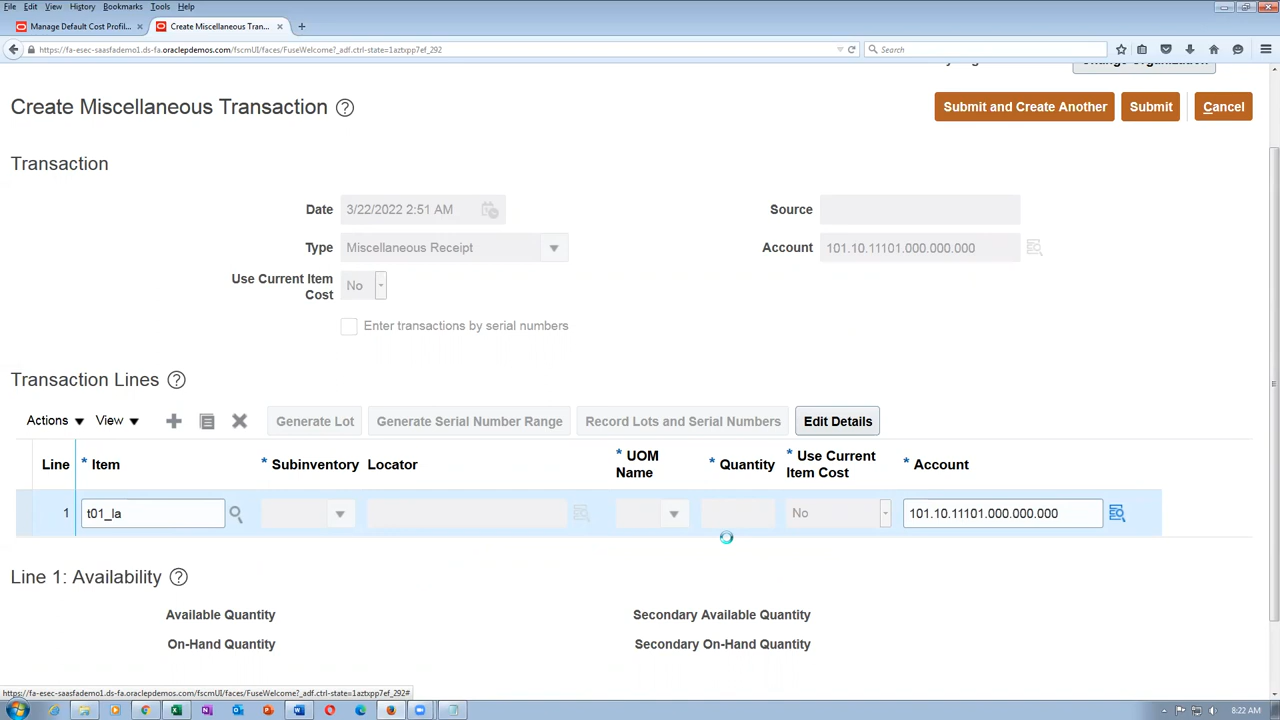 File Edit View History Bookmarks Tools Help
Manage Default Cost Profil... × Create Miscellaneous Tran... × +
https://fa-esec-saasfademo1.ds-fa.oraclepdemos.com/fscmUI/faces/FuseWelcome?_adf.ctrl-state=1aztxpp7ef_292 Search
Create Miscellaneous Transaction ?
Submit and Create Another Submit Cancel
Transaction
Date 3/22/2022 2:51 AM Source
Type Miscellaneous Receipt Account 101.10.11101.000.000.000
Use Current Item
Cost No
Enter transactions by serial numbers
Transaction Lines ?
Actions View Generate Lot Generate Serial Number Range Record Lots and Serial Numbers Edit Details
Line * Item * Subinventory Locator * UOM Name * Quantity * Use Current Item Cost * Account
1 t01_la No 101.10.11101.000.000.000
Line 1: Availability ?
Available Quantity Secondary Available Quantity
On-Hand Quantity Secondary On-Hand Quantity
https://fa-esec-saasfademo1.ds-fa.oraclepdemos.com/fscmUI/faces/FuseWelcome?_adf.ctrl-state=1aztxpp7ef_292#
8:22 AM